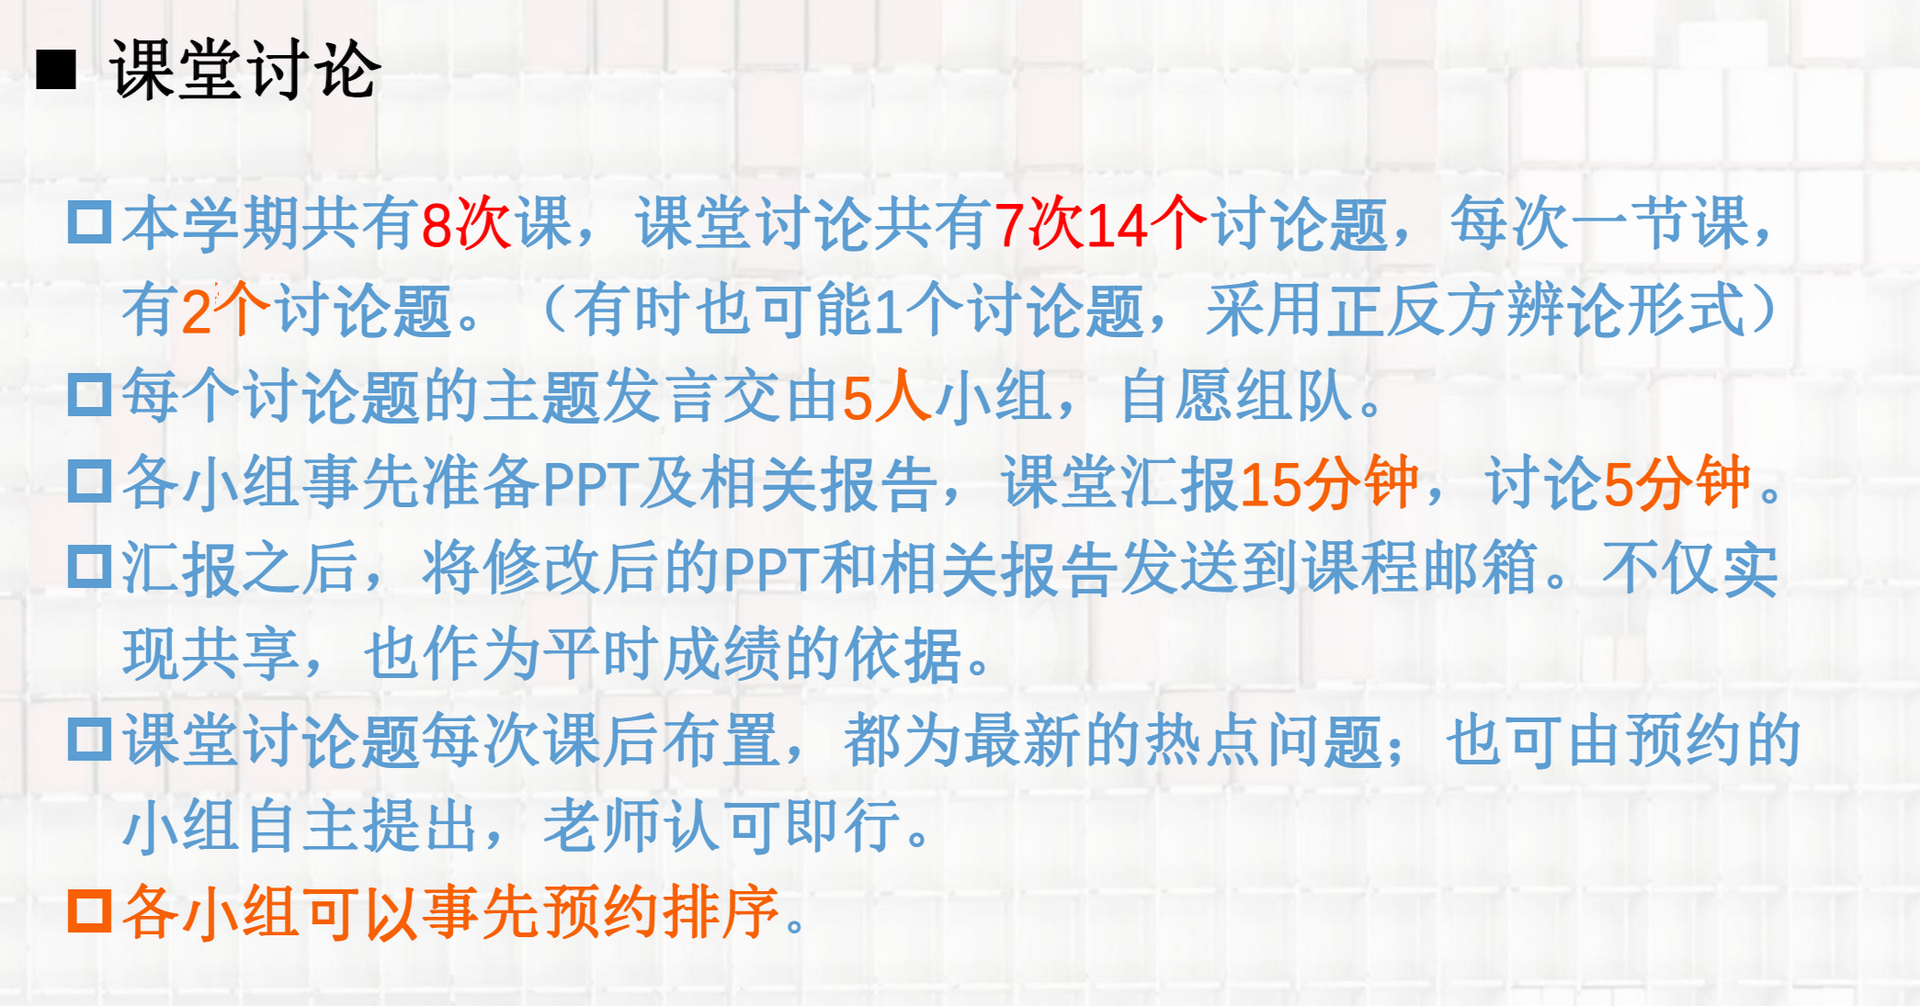 ■ 课堂讨论
本学期共有8次课，课堂讨论共有7次14个讨论题，每次一节课，
有2个讨论题。（有时也可能1个讨论题，采用正反方辨论形式）
每个讨论题的主题发言交由5人小组，自愿组队。
各小组事先准备PPT及相关报告，课堂汇报15分钟，讨论5分钟。
汇报之后，将修改后的PPT和相关报告发送到课程邮箱。不仅实
现共享，也作为平时成绩的依据。
课堂讨论题每次课后布置，都为最新的热点问题；也可由预约的
小组自主提出，老师认可即行。
各小组可以事先预约排序。